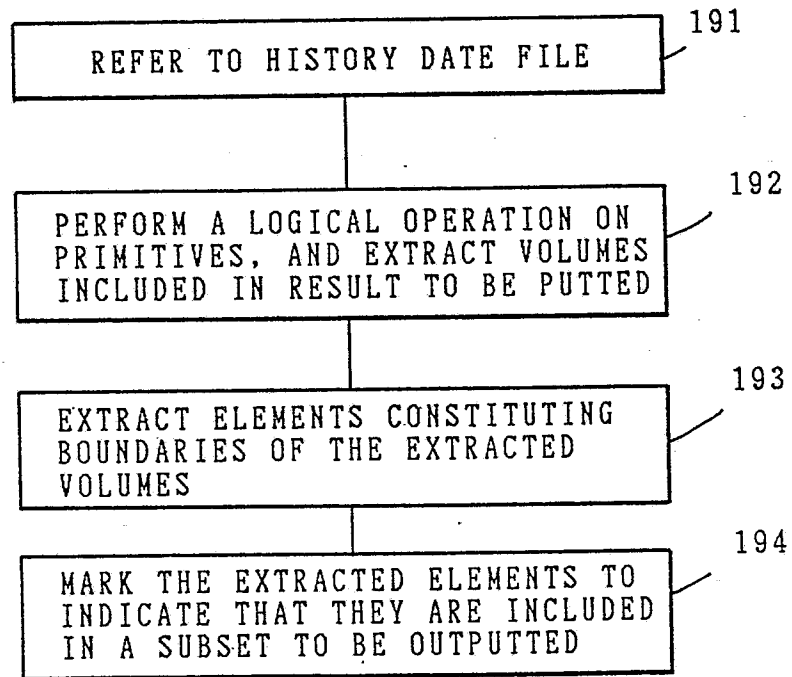 191
REFER TO HISTORY DATE FILE
192
PERFORM A LOGICAL OPERATION ON
PRIMITIVES, AND EXTRACT VOLUMES
INCLUDED IN RESULT TO BE PUTTED
193
EXTRACT ELEMENTS CONSTITUTING
BOUNDARIES OF THE EXTRACTED
VOLUMES
194
MARK THE EXTRACTED ELEMENTS TO
INDICATE THAT THEY ARE INCLUDED
IN A SUBSET TO BE OUTPUTTED